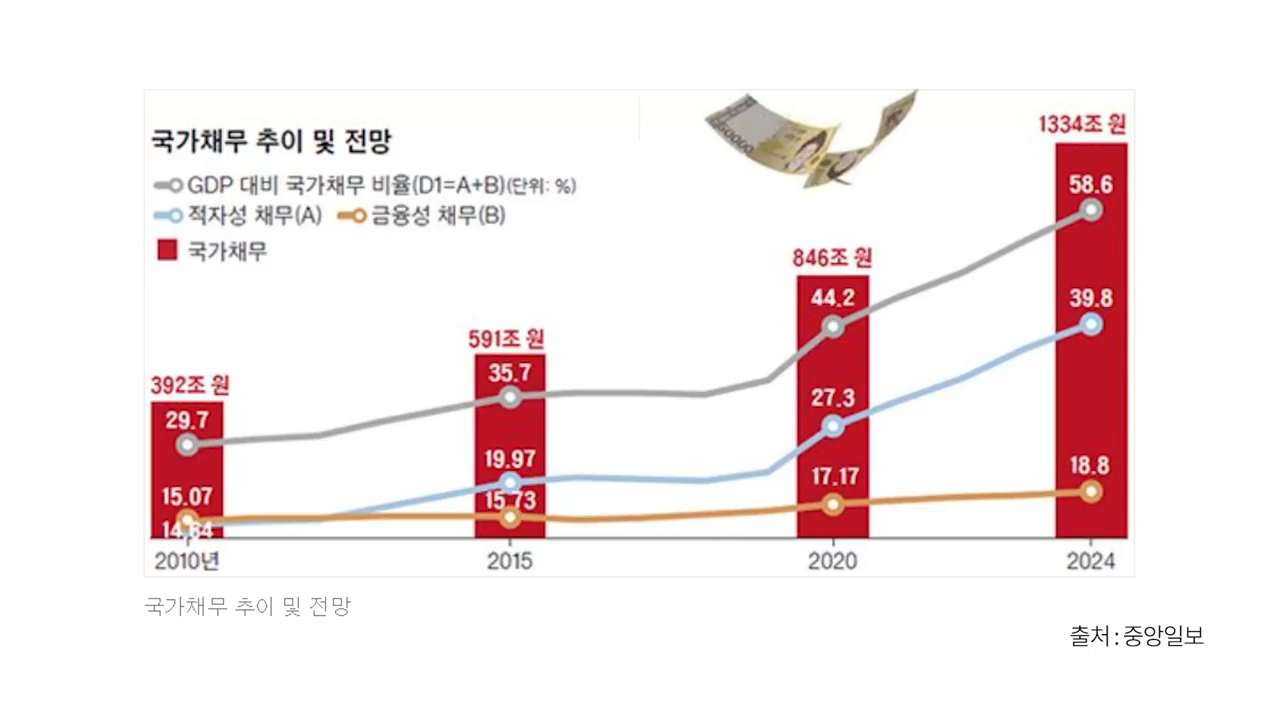 국가채무 추이 및 전망
GDP 대비 국가채무 비율(D1=A+B)(단위: %)
적자성 채무(A) 금융성 채무(B)
국가채무
50000
392조 원
29.7
15.07
14.64
591조 원
35.7
19.97
15.73
846조 원
44.2
27.3
17.17
1334조 원
58.6
39.8
18.8
2010년 2015 2020 2024
국가채무 추이 및 전망
출처 : 중앙일보